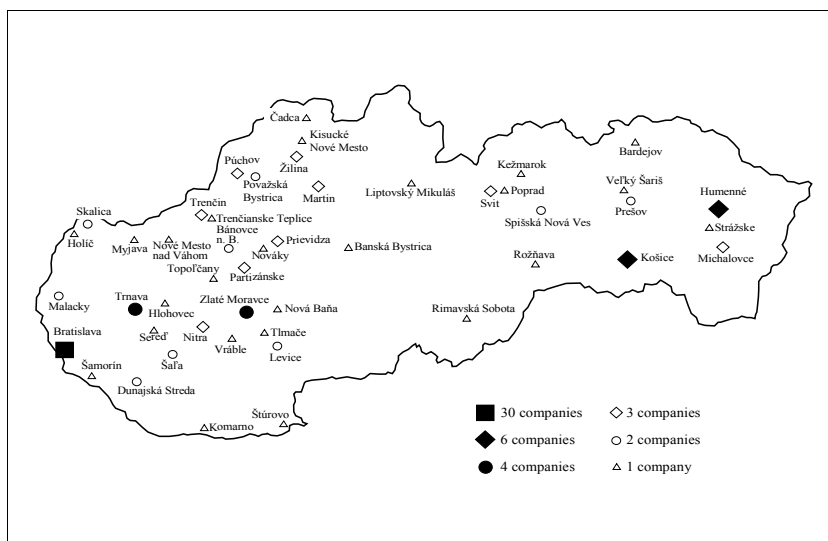 Čadca
Kisucké
Nové Mesto
Žilina
Púchov
Považská
Bystrica
Martin
Liptovský Mikuláš
Kežmarok
Poprad
Svit
Spišská Nová Ves
Bardejov
Veľký Šariš
Prešov
Humenné
Strážske
Michalovce
Košice
Rožňava
Rimavská Sobota
Banská Bystrica
Trenčin
Trenčianske Teplice
Bánovce
n. B.
Prievidza
Nováky
Partizánske
Topoľčany
Nové Mesto
nad Váhom
Myjava
Skalica
Holíč
Malacky
Trnava
Hlohovec
Zlaté Moravce
Nová Baňa
Bratislava
Sereď
Nitra
Vráble
Tlmače
Levice
Šaľa
Šamorín
Dunajská Streda
Komarno
Štúrovo
30 companies
6 companies
4 companies
3 companies
2 companies
1 company